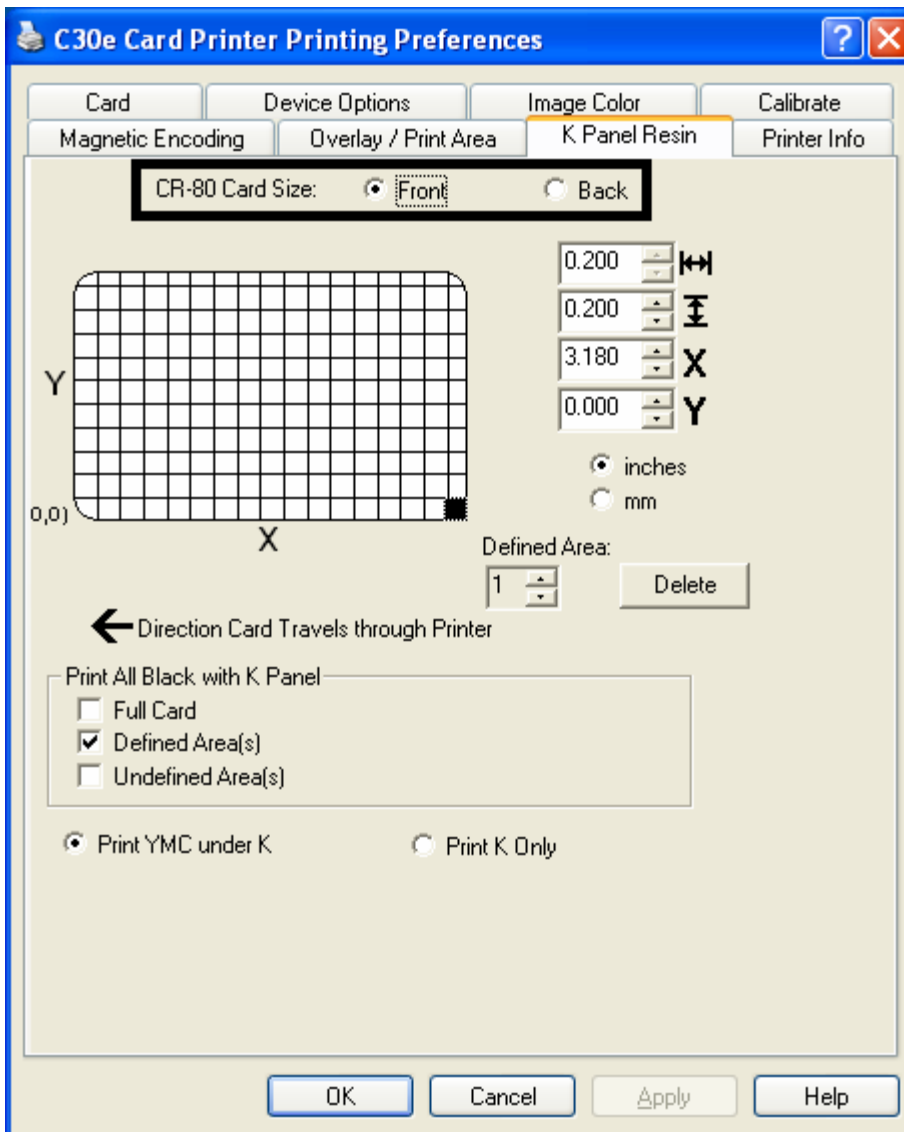 C30e Card Printer Printing Preferences
Card Device Options Image Color Calibrate
Magnetic Encoding Overlay / Print Area K Panel Resin Printer Info
CR-80 Card Size: Front Back
0.200
0.200
3.180 X
0.000 Y
Y
inches
mm
0,0)
X
Defined Area:
1 Delete
Direction Card Travels through Printer
Print All Black with K Panel
Full Card
Defined Area(s)
Undefined Area(s)
Print YMC under K Print K Only
OK Cancel Apply Help